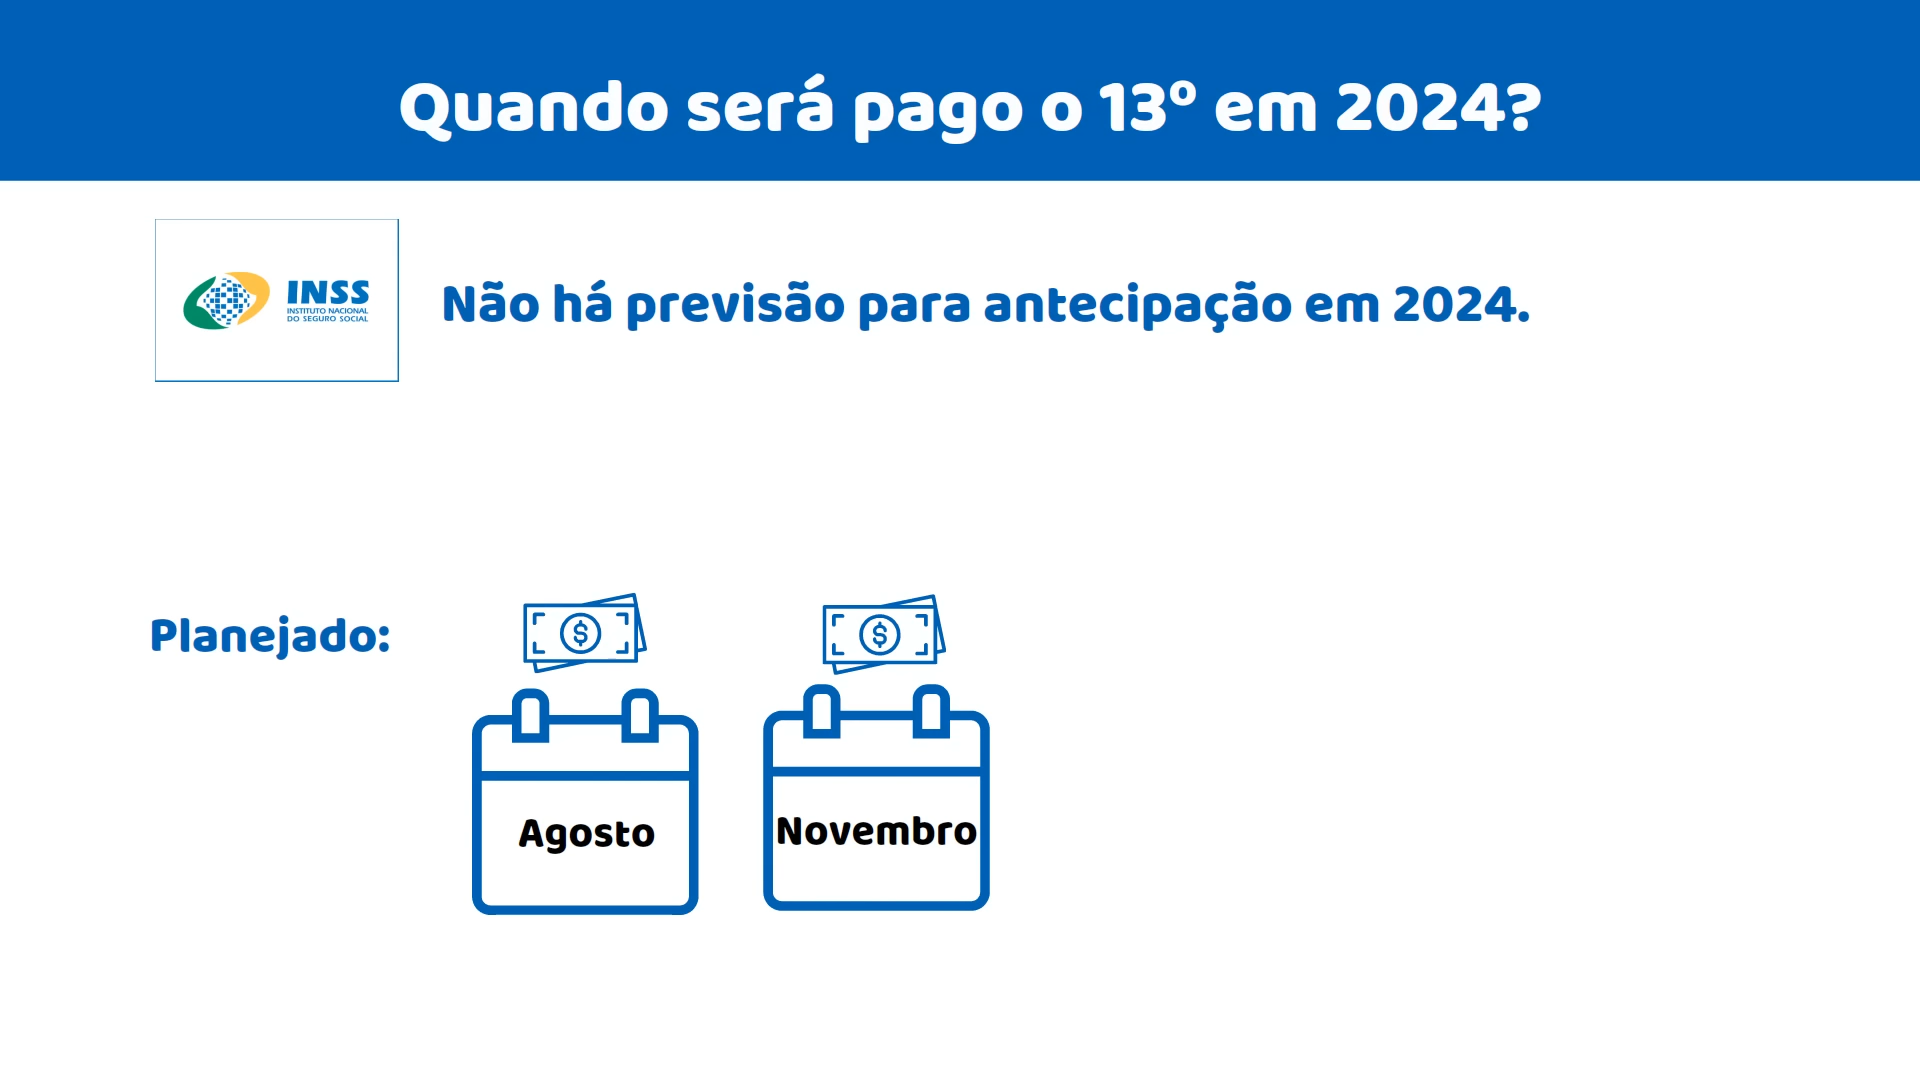 Quando será pago o 13º em 2024?
INSS
INSTITUTO NACIONAL
DO SEGURO SOCIAL
Não há previsão para antecipação em 2024.
Planejado:
$
$
Agosto
Novembro